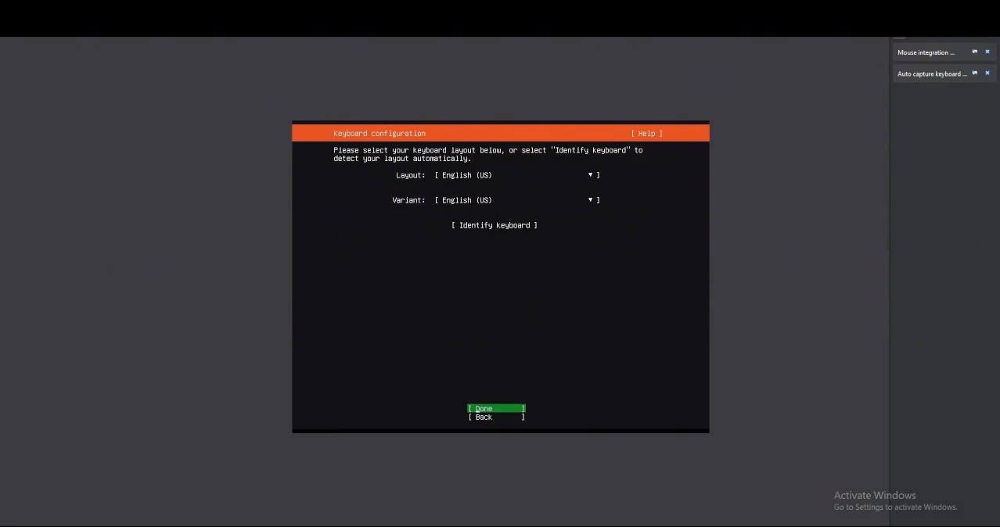 Mouse integration ...
Auto capture keyboard ...
Keyboard configuration [ Help ]
Please select your keyboard layout below, or select "Identify keyboard" to
detect your layout automatically.
Layout: [ English (US) ▾ ]
Variant: [ English (US) ▾ ]
[ Identify keyboard ]
[ Done ]
[ Back ]
Activate Windows
Go to Settings to activate Windows.